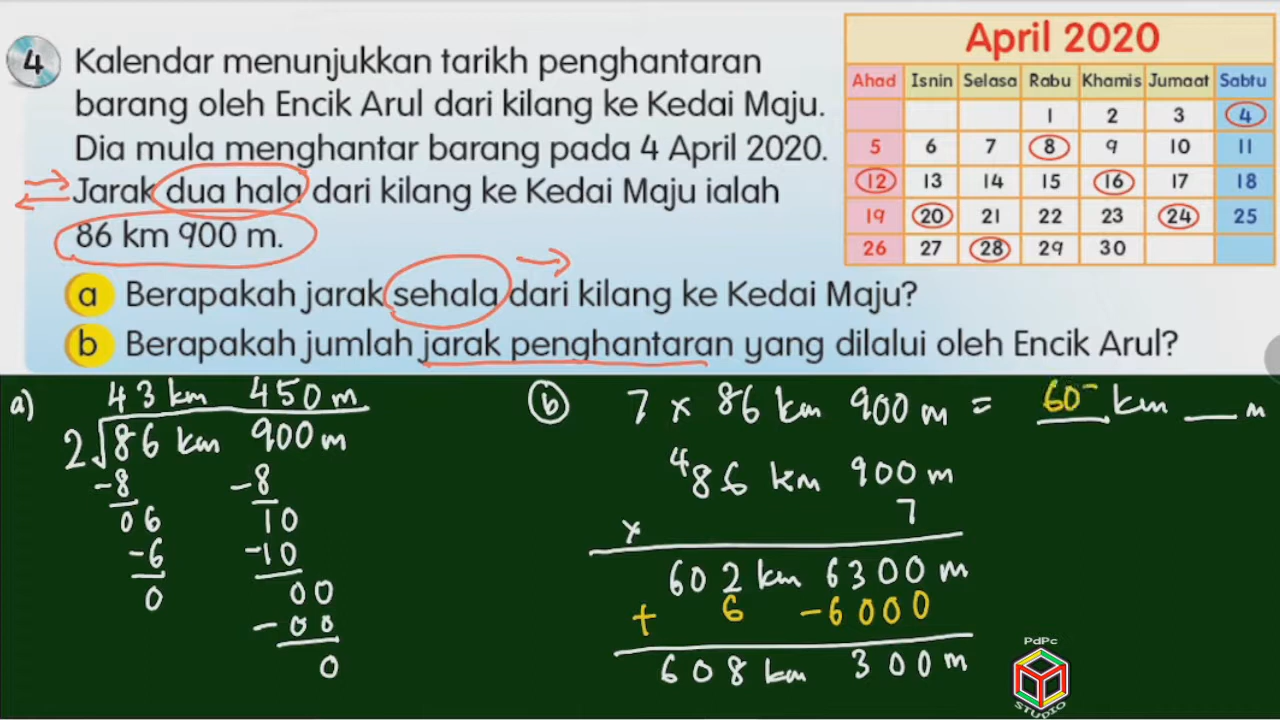 4 Kalendar menunjukkan tarikh penghantaran
barang oleh Encik Arul dari kilang ke Kedai Maju.
Dia mula menghantar barang pada 4 April 2020.
Jarak dua hala dari kilang ke Kedai Maju ialah
86 km 900 m.
a Berapakah jarak sehala dari kilang ke Kedai Maju?
b Berapakah jumlah jarak penghantaran yang dilalui oleh Encik Arul?
April 2020
Ahad Isnin Selasa Rabu Khamis Jumaat Sabtu
1 2 3 4
5 6 7 8 9 10 11
12 13 14 15 16 17 18
19 20 21 22 23 24 25
26 27 28 29 30
a)
43 km 450 m
2 86 km 900 m
-8 -8
06 10
-6 -10
0 00
-00
0
b 7 × 86 km 900 m = 60 km __ m
4
86 km 900 m
× 7
602 km 6300 m
+ 6 -6000
608 km 300 m
PdPc
STUDIO